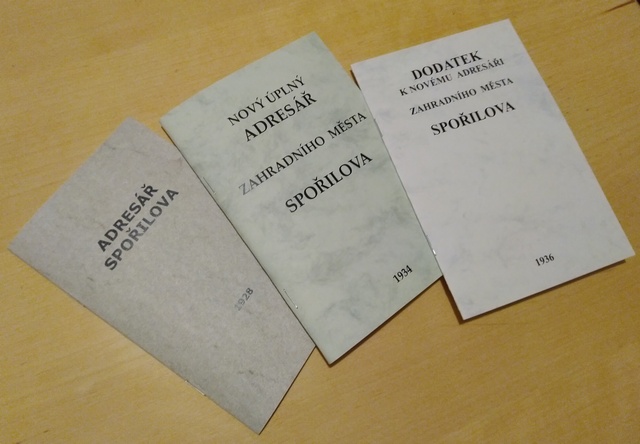 ADRESÁŘ
SPOŘILOVA
1928
NOVÝ ÚPLNÝ
ADRESÁŘ
ZAHRADNÍHO MĚSTA
SPOŘILOVA
1934
DODATEK
K NOVÉMU ADRESÁŘI
ZAHRADNÍHO MĚSTA
SPOŘILOVA
1936